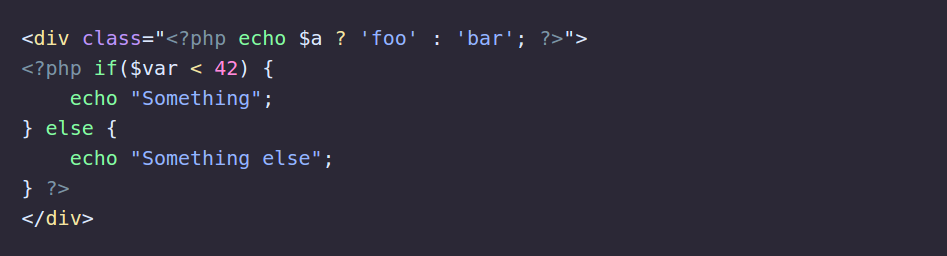 <div class="<?php echo $a ? 'foo' : 'bar'; ?>">
<?php if($var < 42) {
    echo "Something";
} else {
    echo "Something else";
} ?>
</div>